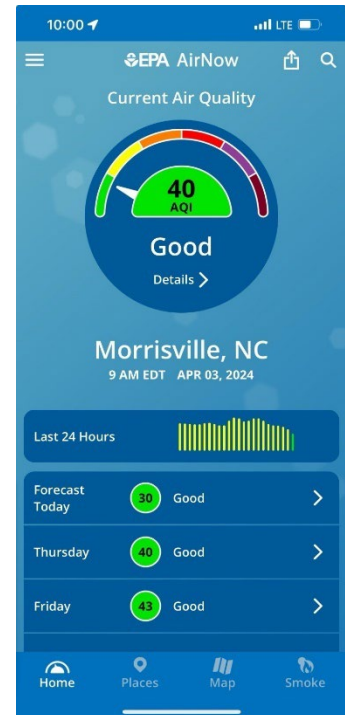 10:00 LTE
EPA AirNow
Current Air Quality
40
AQI
Good
Details
Morrisville, NC
9 AM EDT APR 03, 2024
Last 24 Hours
Forecast
Today 30 Good
Thursday 40 Good
Friday 43 Good
Home Places Map Smoke